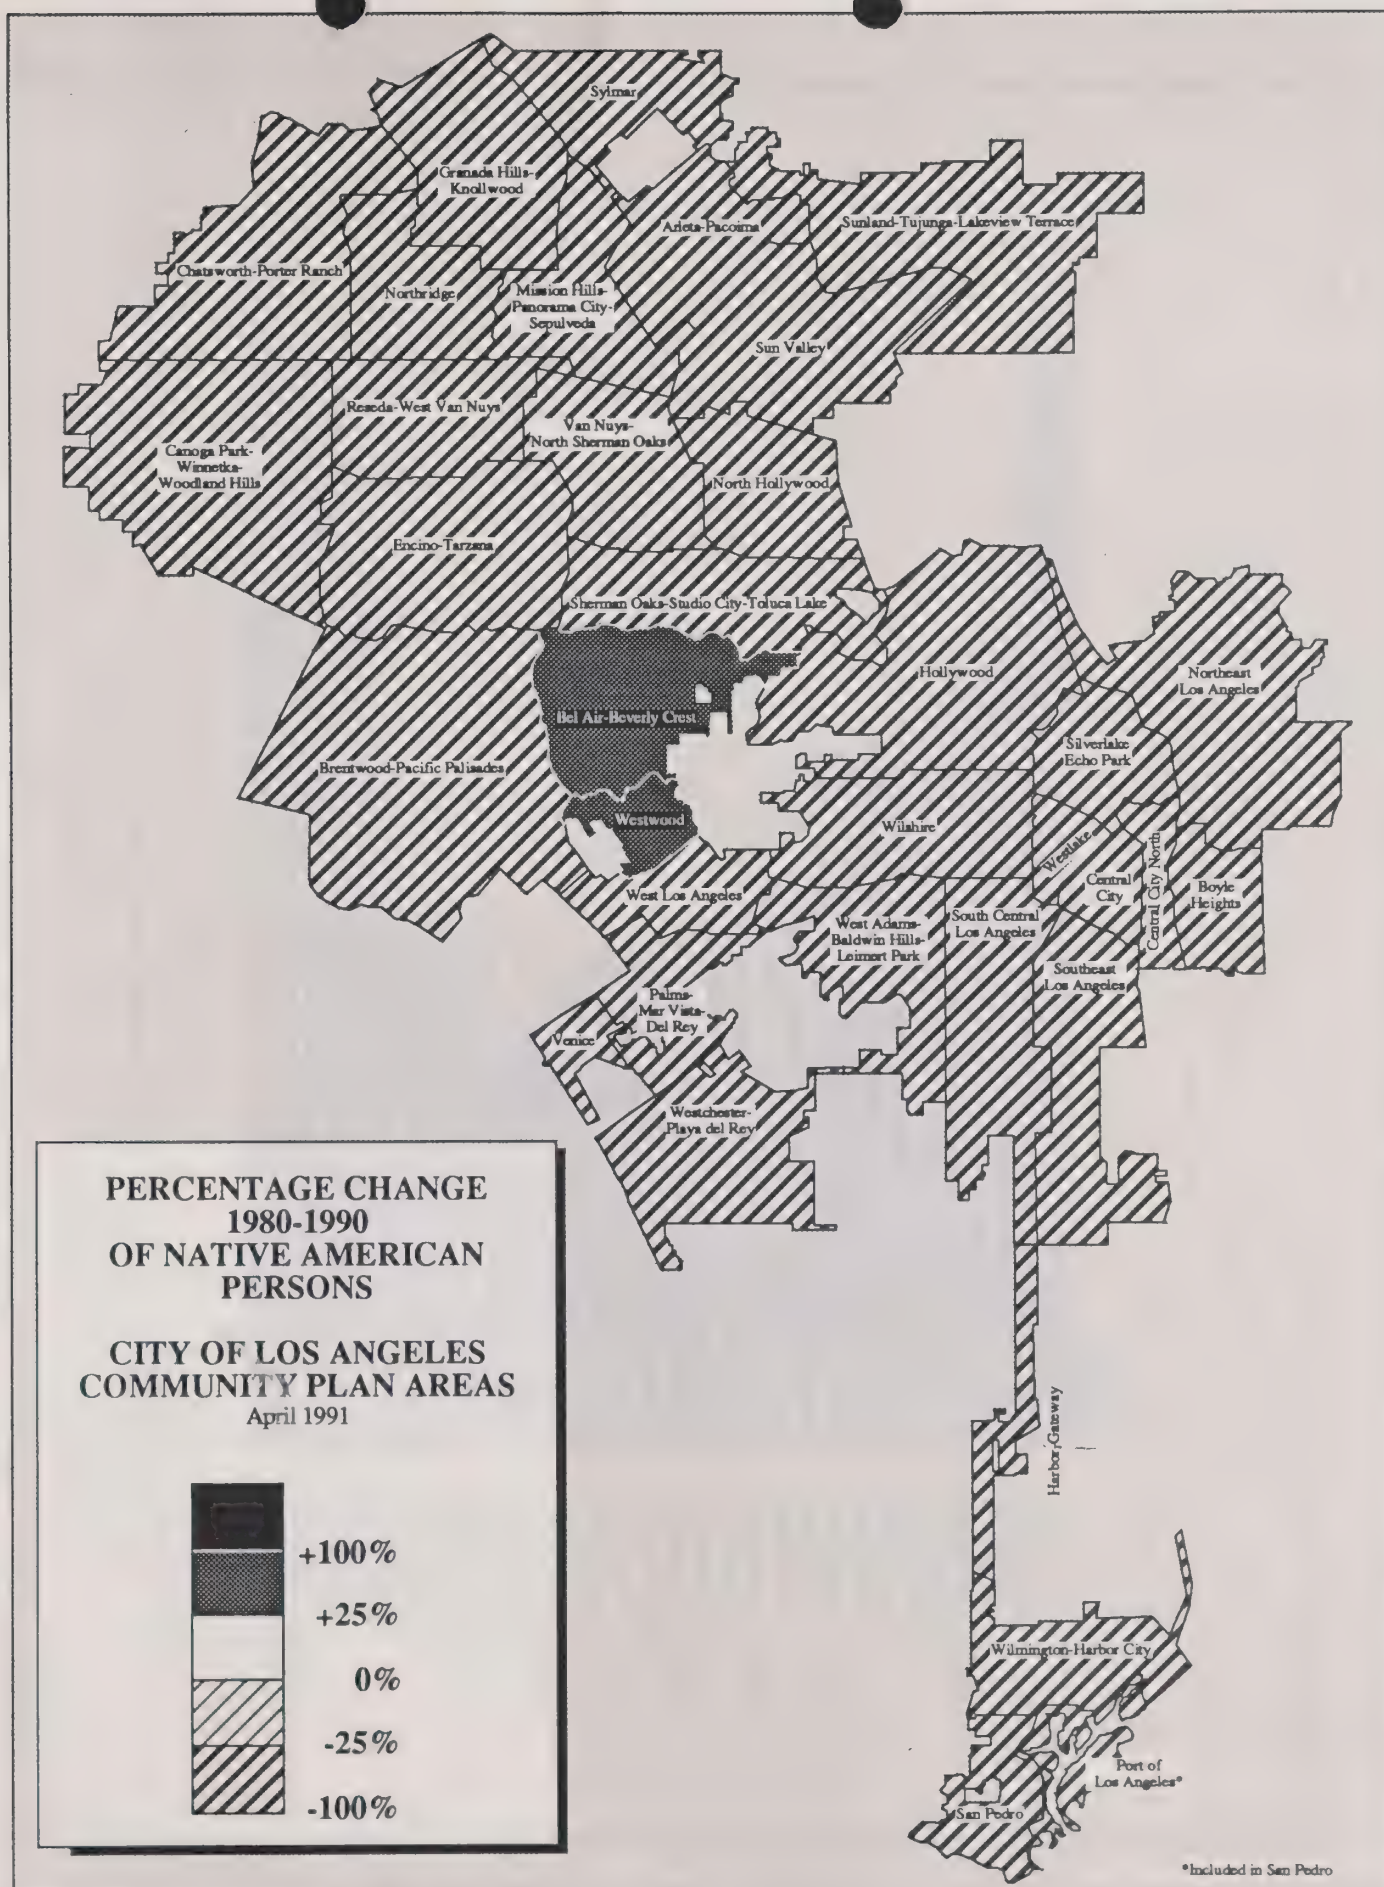 Sylmar
Granada Hills-
Knollwood
Arleta-Pacoima
Sunland-Tujunga-Lakeview Terrace
Chatsworth-Porter Ranch
Northridge
Mission Hills-
Panorama City-
Sepulveda
Sun Valley
Reseda-West Van Nuys
Van Nuys-
North Sherman Oaks
Canoga Park-
Winnetka-
Woodland Hills
North Hollywood
Encino-Tarzana
Sherman Oaks-Studio City-Toluca Lake
Hollywood
Northeast
Los Angeles
Bel Air-Beverly Crest
Silverlake
Echo Park
Brentwood-Pacific Palisades
Westwood
Wilshire
Westlake
Central City North
Central
City
Boyle
Heights
West Los Angeles
West Adams-
Baldwin Hills-
Leimert Park
South Central
Los Angeles
Southeast
Los Angeles
Palms-
Mar Vista-
Del Rey
Venice
Westchester-
Playa del Rey
PERCENTAGE CHANGE
1980-1990
OF NATIVE AMERICAN
PERSONS
CITY OF LOS ANGELES
COMMUNITY PLAN AREAS
April 1991
+100%
+25%
0%
-25%
-100%
Harbor Gateway
Wilmington-Harbor City
Port of
Los Angeles*
San Pedro
*Included in San Pedro